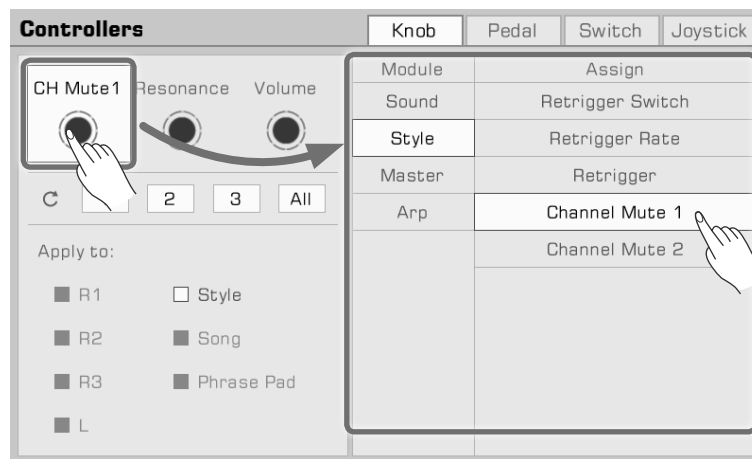 Controllers
Knob
Pedal
Switch
Joystick
CH Mute1
Resonance
Volume
2
3
All
Apply to:
R1
Style
R2
Song
R3
Phrase Pad
L
Module
Assign
Sound
Retrigger Switch
Style
Retrigger Rate
Master
Retrigger
Arp
Channel Mute 1
Channel Mute 2